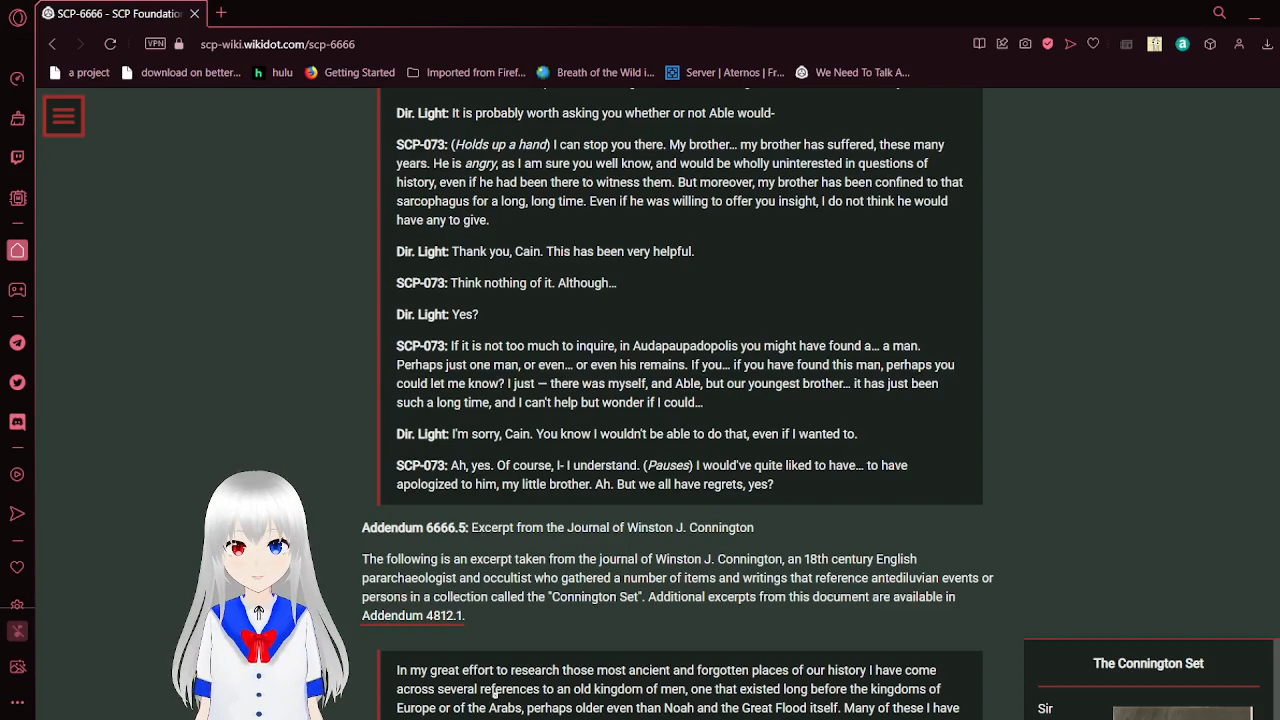 SCP-6666 - SCP Foundation
scp-wiki.wikidot.com/scp-6666
VPN
a project
download on better...
hulu
Getting Started
Imported from Firef...
Breath of the Wild i...
Server | Aternos | Fr...
We Need To Talk A...
Dir. Light: It is probably worth asking you whether or not Able would-
SCP-073: (Holds up a hand) I can stop you there. My brother… my brother has suffered, these many
years. He is angry, as I am sure you well know, and would be wholly uninterested in questions of
history, even if he had been there to witness them. But moreover, my brother has been confined to that
sarcophagus for a long, long time. Even if he was willing to offer you insight, I do not think he would
have any to give.
Dir. Light: Thank you, Cain. This has been very helpful.
SCP-073: Think nothing of it. Although…
Dir. Light: Yes?
SCP-073: If it is not too much to inquire, in Audapaupadopolis you might have found a… a man.
Perhaps just one man, or even… or even his remains. If you… if you have found this man, perhaps you
could let me know? I just — there was myself, and Able, but our youngest brother… it has just been
such a long time, and I can't help but wonder if I could…
Dir. Light: I'm sorry, Cain. You know I wouldn't be able to do that, even if I wanted to.
SCP-073: Ah, yes. Of course, I- I understand. (Pauses) I would've quite liked to have… to have
apologized to him, my little brother. Ah. But we all have regrets, yes?
Addendum 6666.5: Excerpt from the Journal of Winston J. Connington
The following is an excerpt taken from the journal of Winston J. Connington, an 18th century English
pararchaeologist and occultist who gathered a number of items and writings that reference antediluvian events or
persons in a collection called the "Connington Set". Additional excerpts from this document are available in
Addendum 4812.1.
In my great effort to research those most ancient and forgotten places of our history I have come
across several references to an old kingdom of men, one that existed long before the kingdoms of
Europe or of the Arabs, perhaps older even than Noah and the Great Flood itself. Many of these I have
The Connington Set
Sir